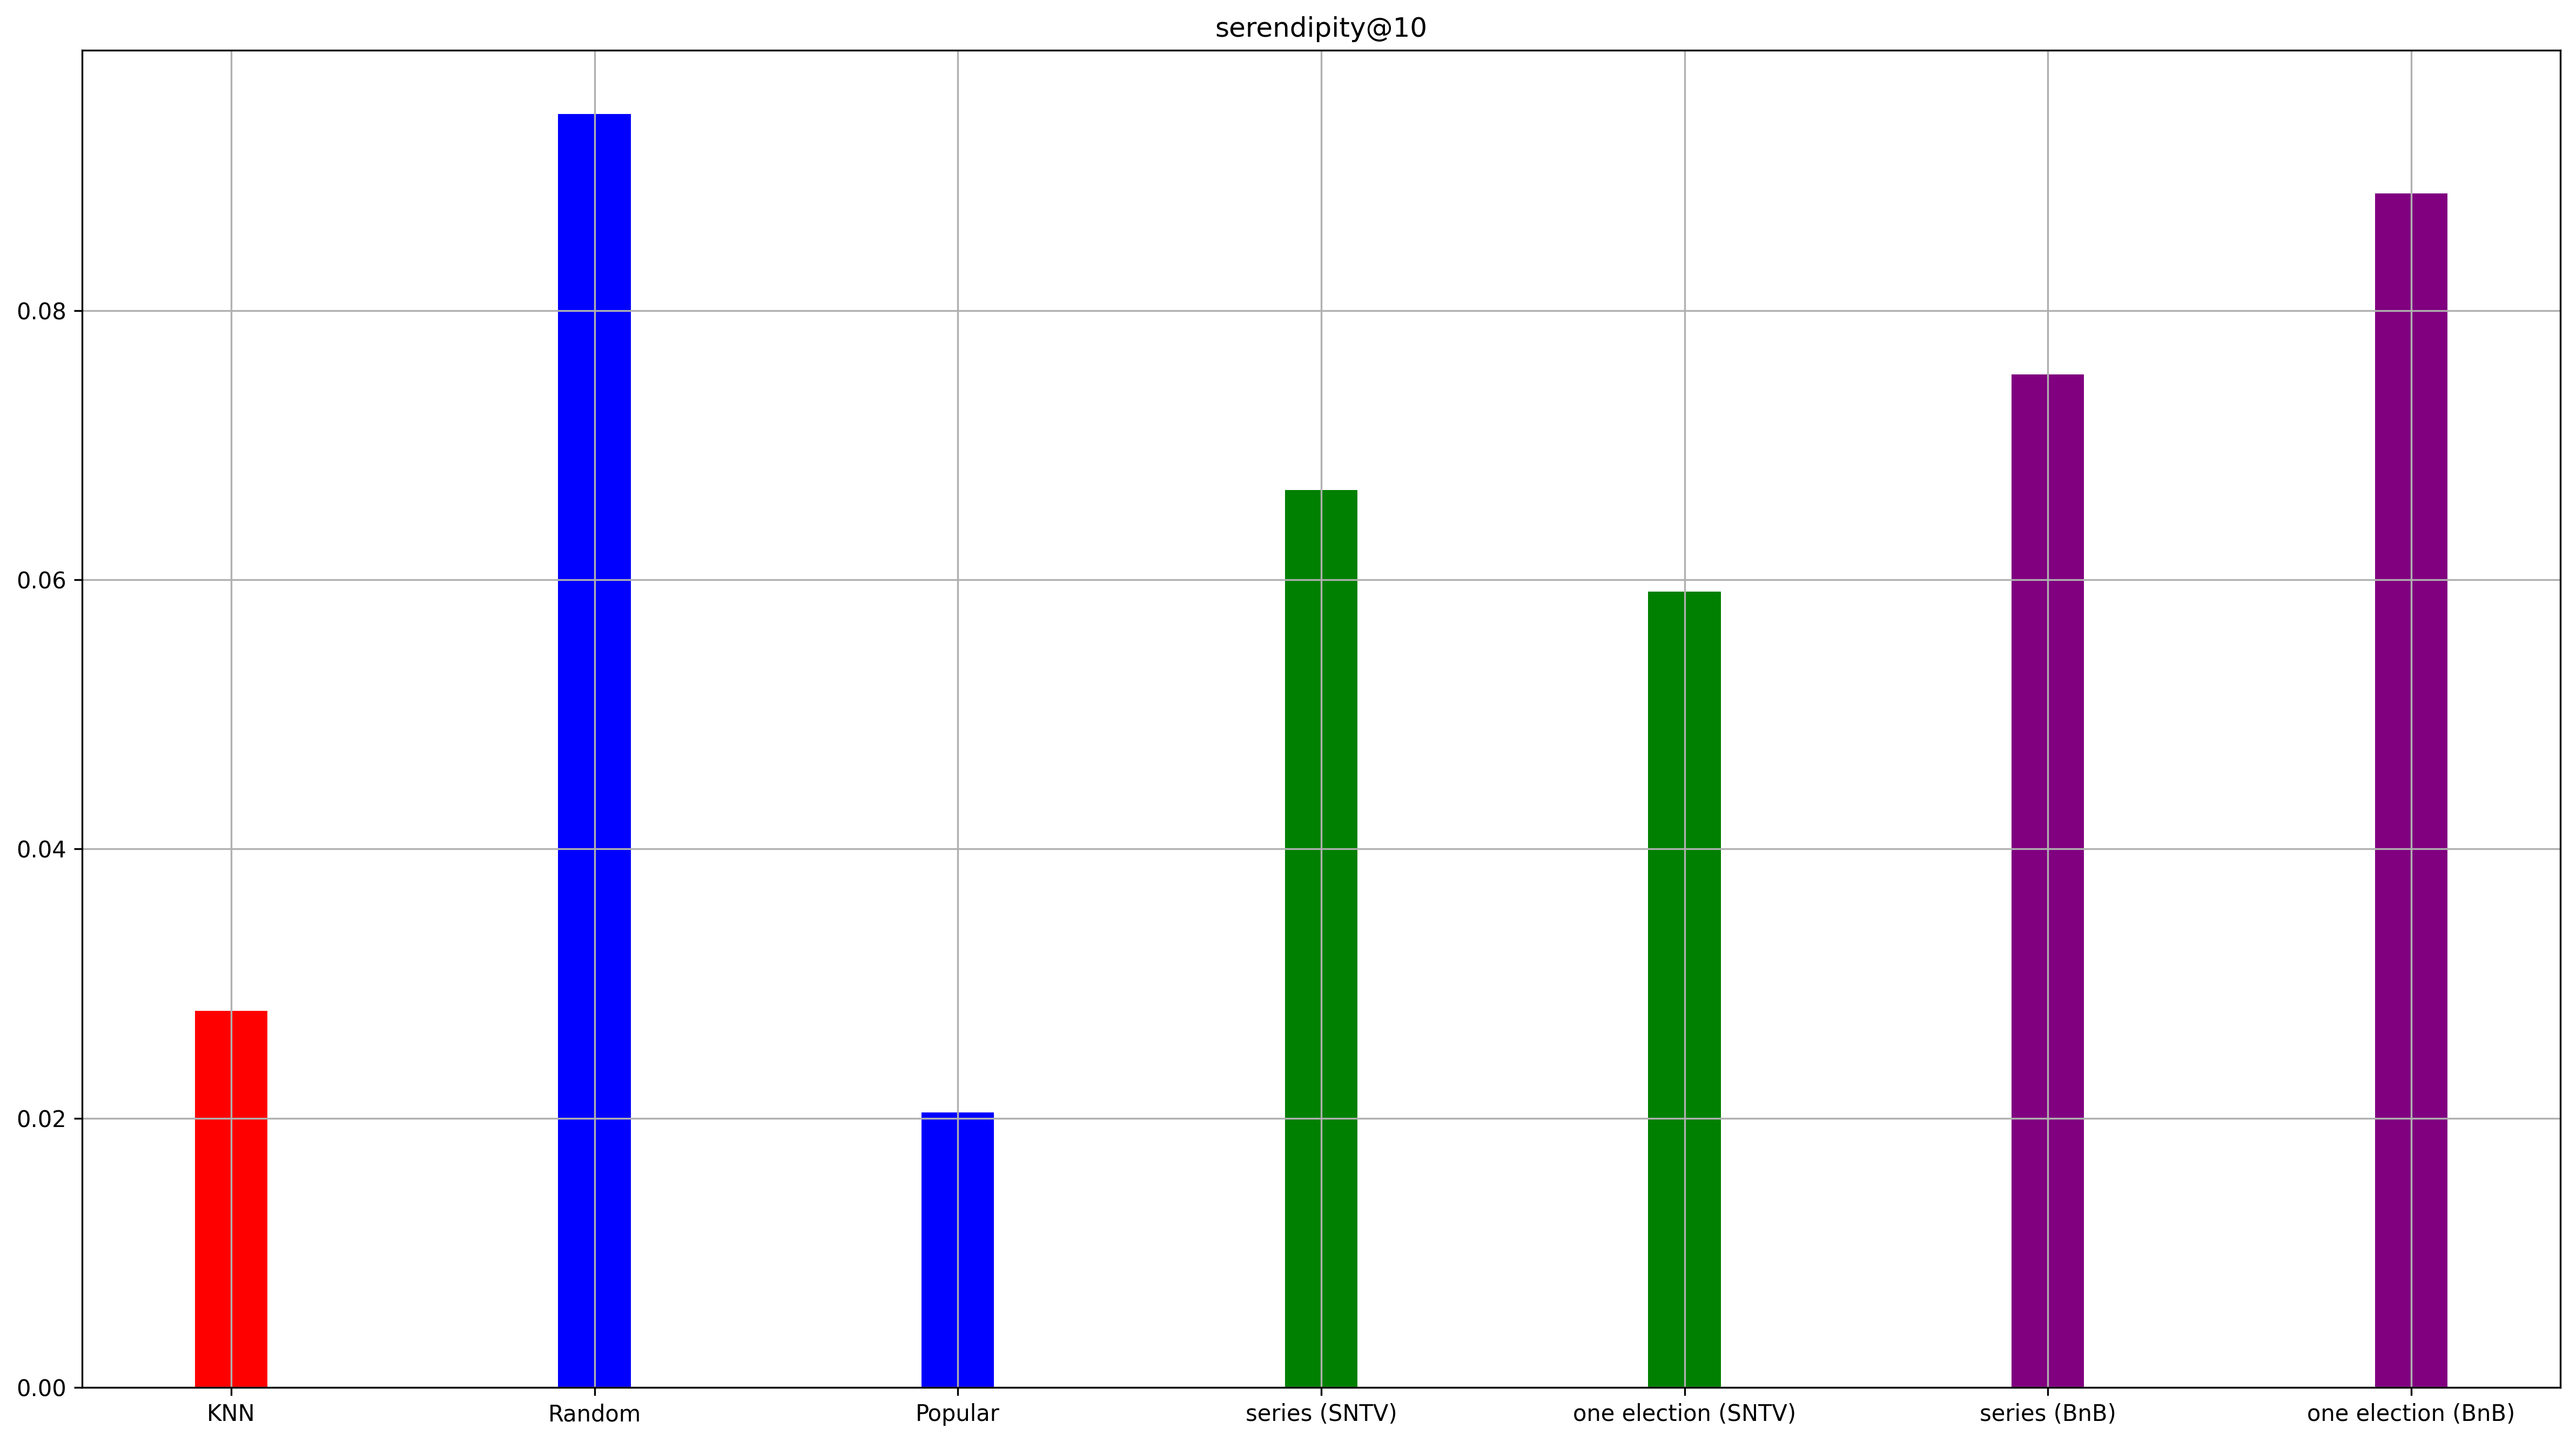 serendipity@10
0.08
0.06
0.04
0.02
0.00
KNN Random Popular series (SNTV) one election (SNTV) series (BnB) one election (BnB)